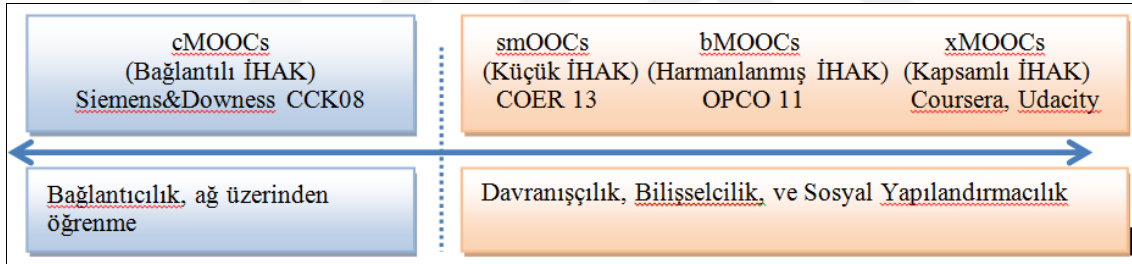 cMOOCs
(Bağlantılı İHAK)
Siemens&Downess CCK08
smOOCs bMOOCs xMOOCs
(Küçük İHAK) (Harmanlanmış İHAK) (Kapsamlı İHAK)
COER 13 OPCO 11 Coursera, Udacity
Bağlantıcılık, ağ üzerinden
öğrenme
Davranışçılık, Bilişselcilik, ve Sosyal Yapılandırmacılık